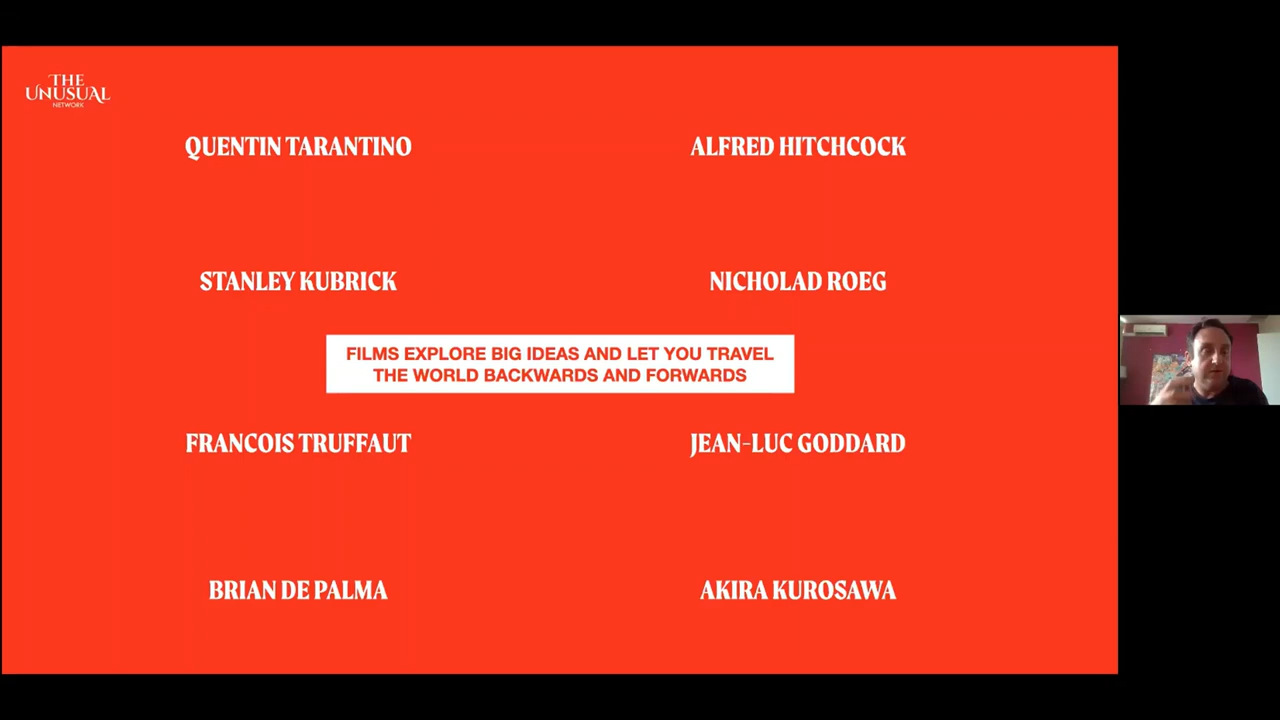 THE
UNUSUAL
NETWORK
QUENTIN TARANTINO
ALFRED HITCHCOCK
STANLEY KUBRICK
NICHOLAD ROEG
FILMS EXPLORE BIG IDEAS AND LET YOU TRAVEL
THE WORLD BACKWARDS AND FORWARDS
FRANCOIS TRUFFAUT
JEAN-LUC GODDARD
BRIAN DE PALMA
AKIRA KUROSAWA